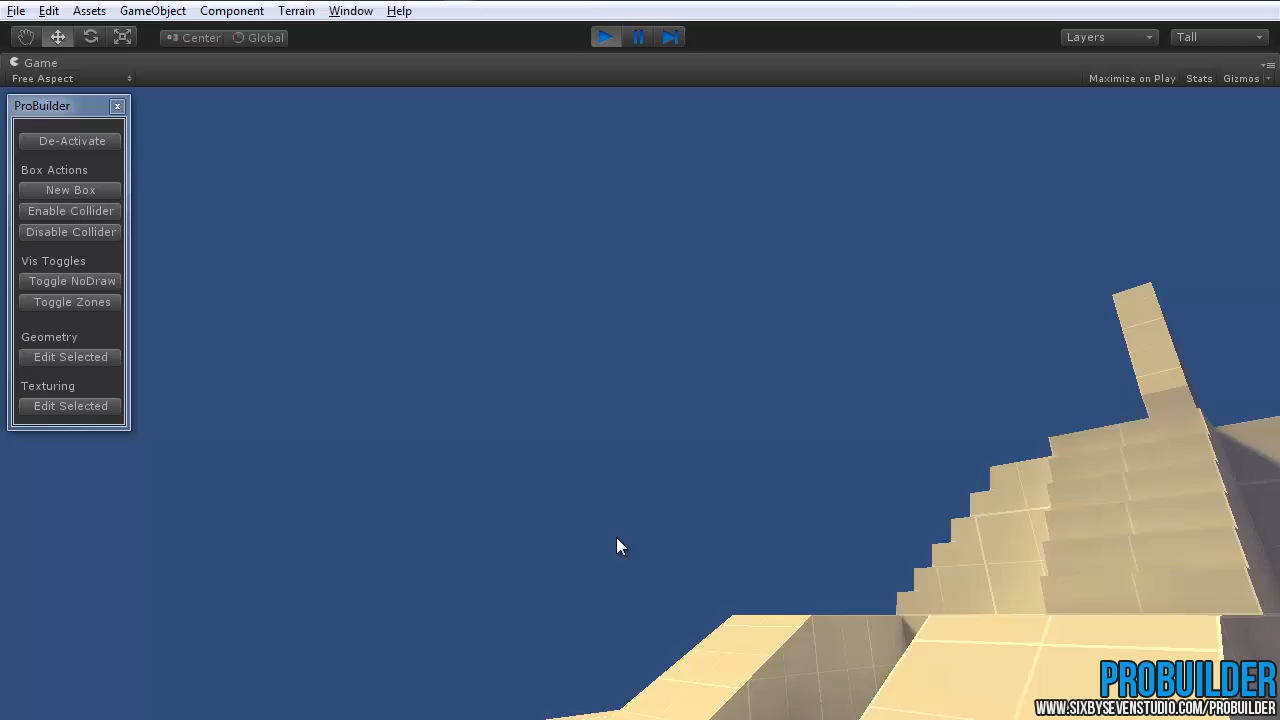 File Edit Assets GameObject Component Terrain Window Help
Center Global Layers Tall
Game
Free Aspect Maximize on Play Stats Gizmos
ProBuilder x
De-Activate
Box Actions
New Box
Enable Collider
Disable Collider
Vis Toggles
Toggle NoDraw
Toggle Zones
Geometry
Edit Selected
Texturing
Edit Selected
PROBUILDER
WWW.SIXBYSEVENSTUDIO.COM/PROBUILDER